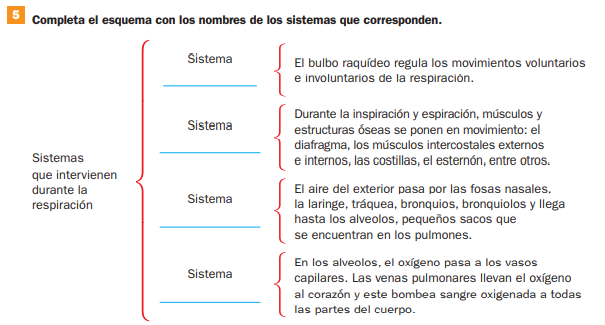 5 Completa el esquema con los nombres de los sistemas que corresponden.
Sistemas
que intervienen
durante la
respiración
Sistema
El bulbo raquídeo regula los movimientos voluntarios
e involuntarios de la respiración.
Sistema
Durante la inspiración y espiración, músculos y
estructuras óseas se ponen en movimiento: el
diafragma, los músculos intercostales externos
e internos, las costillas, el esternón, entre otros.
Sistema
El aire del exterior pasa por las fosas nasales,
la laringe, tráquea, bronquios, bronquiolos y llega
hasta los alveolos, pequeños sacos que
se encuentran en los pulmones.
Sistema
En los alveolos, el oxígeno pasa a los vasos
capilares. Las venas pulmonares llevan el oxígeno
al corazón y este bombea sangre oxigenada a todas
las partes del cuerpo.